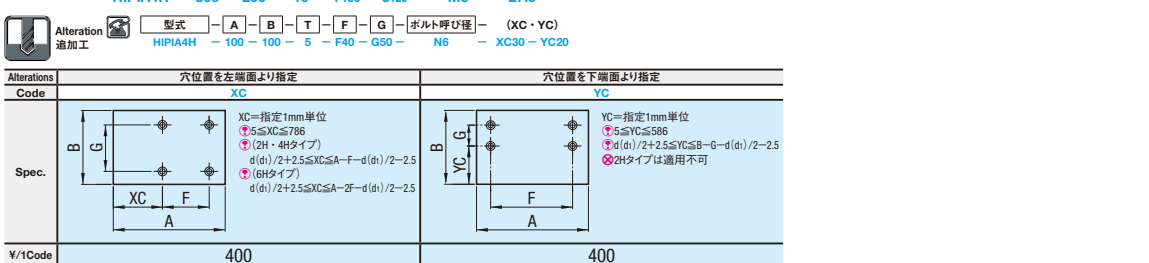 Alteration 型式 - A - B - T - F - G - ボルト呼び径 - (XC・YC)
追加工 HIPIA4H - 100 - 100 - 5 - F40 - G50 - N6 - XC30 - YC20
Alterations 穴位置を左端面より指定 穴位置を下端面より指定
Code XC YC
Spec.
B
G
XC F
A
XC=指定1mm単位
5≦XC≦786
(2H・4Hタイプ)
d(d1)/2+2.5≦XC≦A-F-d(d1)/2-2.5
(6Hタイプ)
d(d1)/2+2.5≦XC≦A-2F-d(d1)/2-2.5
B
G
YC
F
A
YC=指定1mm単位
5≦YC≦586
d(d1)/2+2.5≦YC≦B-G-d(d1)/2-2.5
2Hタイプは適用不可
¥/1Code 400 400